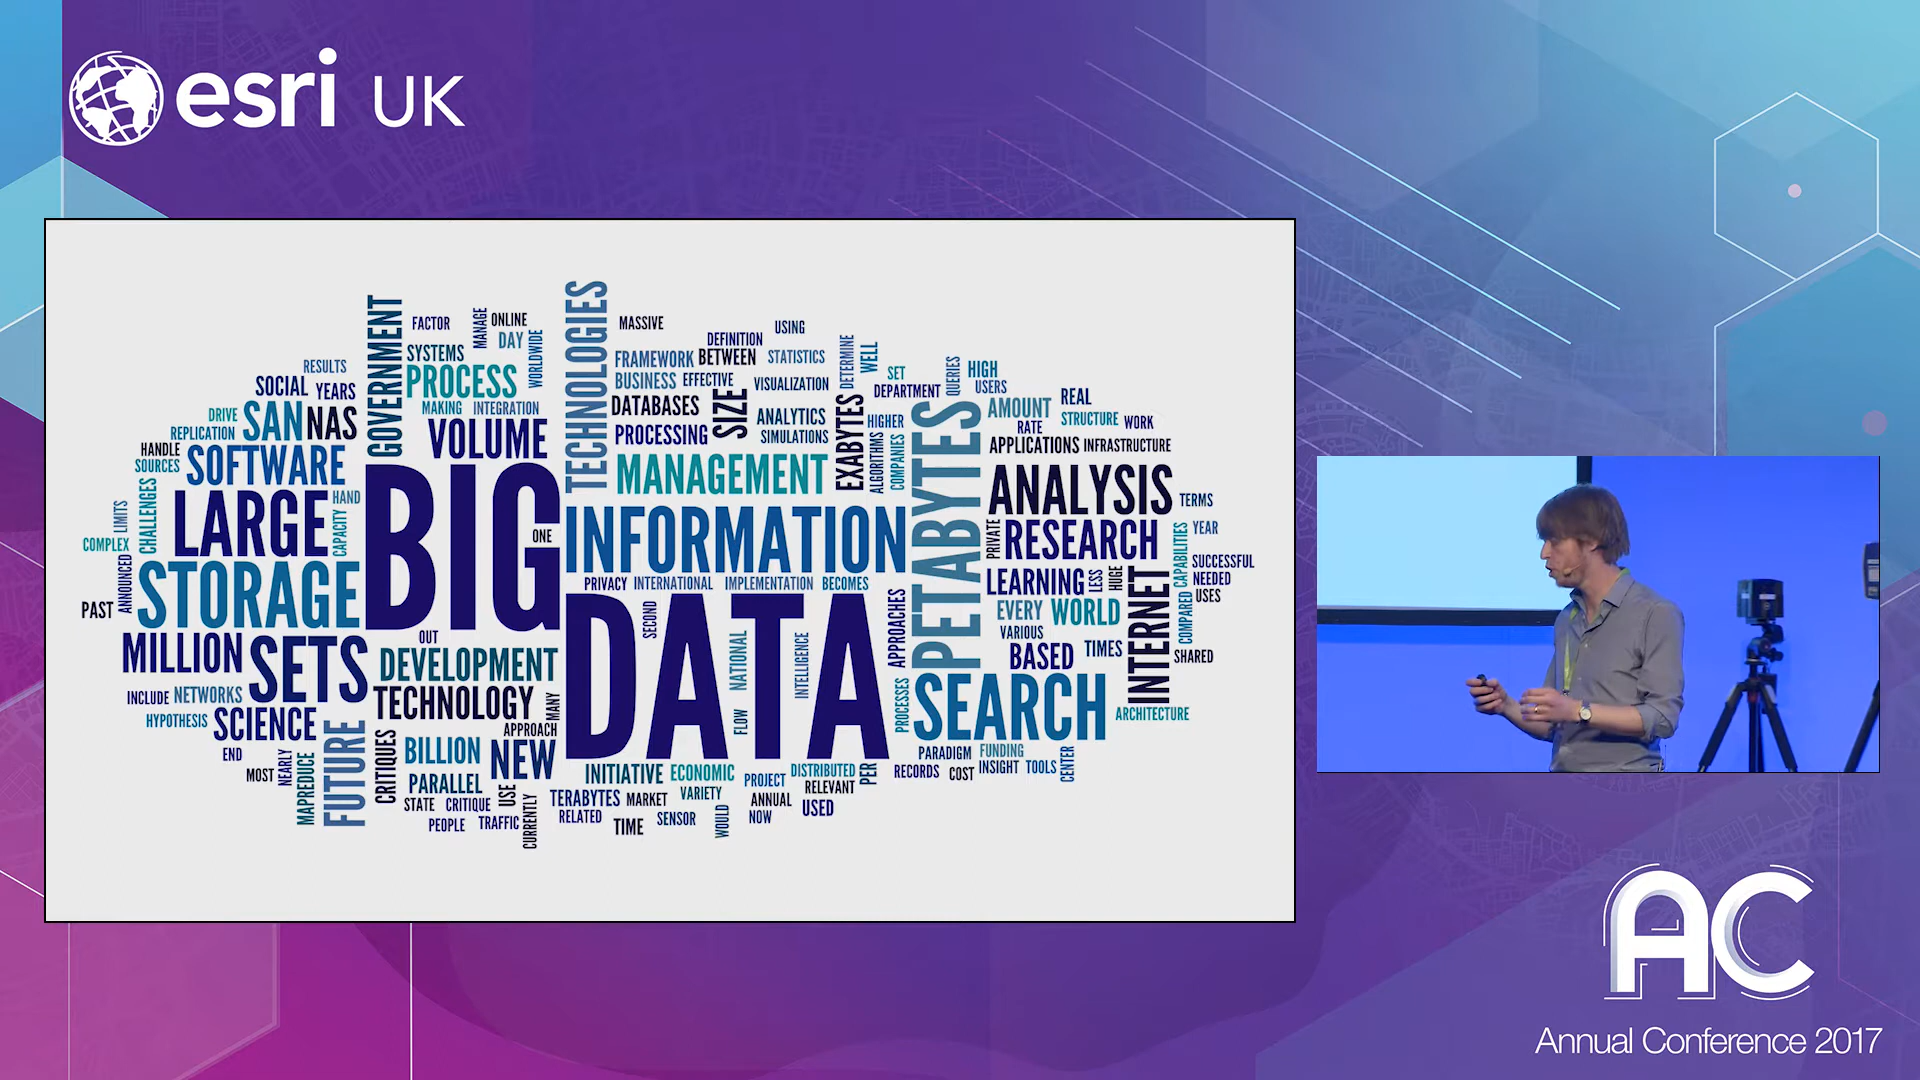 esri UK
GOVERNMENT
FACTOR
MANAGE
ONLINE
DAY
WORLDWIDE
SYSTEMS
PROCESS
MAKING
INTEGRATION
RESULTS
SOCIAL
YEARS
DRIVE
SAN
NAS
REPLICATION
HANDLE
SOURCES
SOFTWARE
VOLUME
TECHNOLOGIES
MASSIVE
DEFINITION
USING
FRAMEWORK
BETWEEN
STATISTICS
BUSINESS
EFFECTIVE
VISUALIZATION
DETERMINE
WELL
DATABASES
SIZE
ANALYTICS
PROCESSING
SIMULATIONS
MANAGEMENT
EXABYTES
HIGHER
ALGORITHMS
COMPANIES
SET
DEPARTMENT
QUERIES
HIGH
USERS
AMOUNT
RATE
REAL
STRUCTURE
WORK
APPLICATIONS
INFRASTRUCTURE
PETABYTES
ANALYSIS
TERMS
LIMITS
CHALLENGES
COMPLEX
ANNOUNCED
PAST
LARGE
HAND
CAPACITY
STORAGE
BIG
ONE
INFORMATION
PRIVACY
INTERNATIONAL
IMPLEMENTATION
BECOMES
PRIVATE
RESEARCH
YEAR
CAPABILITIES
LEARNING
LESS
HUGE
SUCCESSFUL
NEEDED
USES
COMPARED
EVERY
WORLD
VARIOUS
INTERNET
BASED
TIMES
SHARED
MILLION
SETS
OUT
DEVELOPMENT
TECHNOLOGY
MANY
DATA
SECOND
NATIONAL
INTELLIGENCE
FLOW
APPROACHES
PROCESSES
SEARCH
ARCHITECTURE
INCLUDE
NETWORKS
HYPOTHESIS
SCIENCE
END
MOST
NEARLY
MAPREDUCE
FUTURE
CRITIQUES
APPROACH
BILLION
NEW
PARALLEL
STATE
CRITIQUE
USE
PEOPLE
TRAFFIC
CURRENTLY
INITIATIVE
ECONOMIC
PROJECT
DISTRIBUTED
PER
RELEVANT
TERABYTES
MARKET
VARIETY
ANNUAL
USED
RELATED
TIME
SENSOR
WOULD
NOW
PARADIGM
FUNDING
RECORDS
COST
INSIGHT
TOOLS
CENTER
AC
Annual Conference 2017